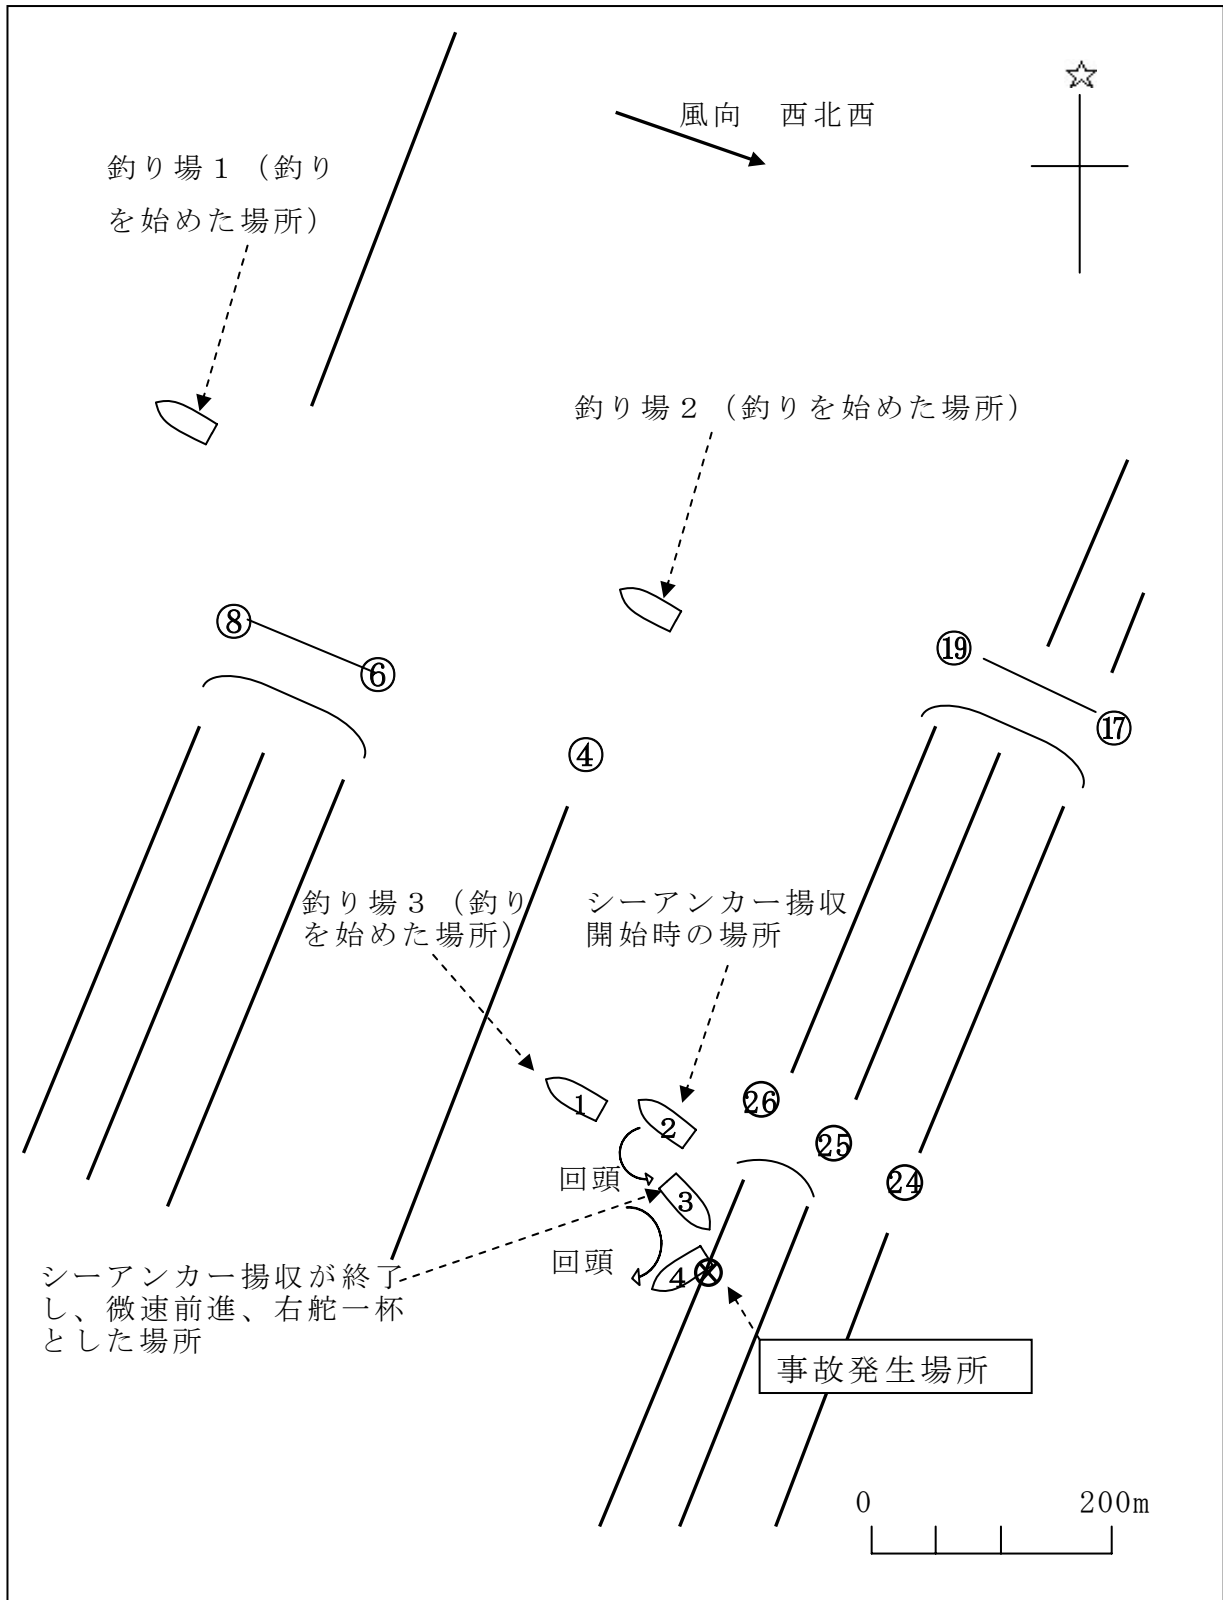 風向　西北西
釣り場１（釣り
を始めた場所）
釣り場２（釣りを始めた場所）
⑧
⑥
⑲
⑰
④
釣り場３（釣り
を始めた場所）
シーアンカー揚収
開始時の場所
1
2
㉖
㉕
㉔
回頭
3
回頭
4
シーアンカー揚収が終了
し、微速前進、右舵一杯
とした場所
事故発生場所
0
200m